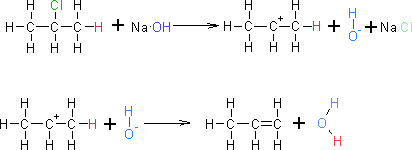 H Cl H H H H
H-C-C-C-H + Na·OH → H-C-C+-C-H + O- + Na Cl
H H H H H H
H H H H H H H
H-C-C+-C-H + O- → H-C-C=C + O
H H H H H H